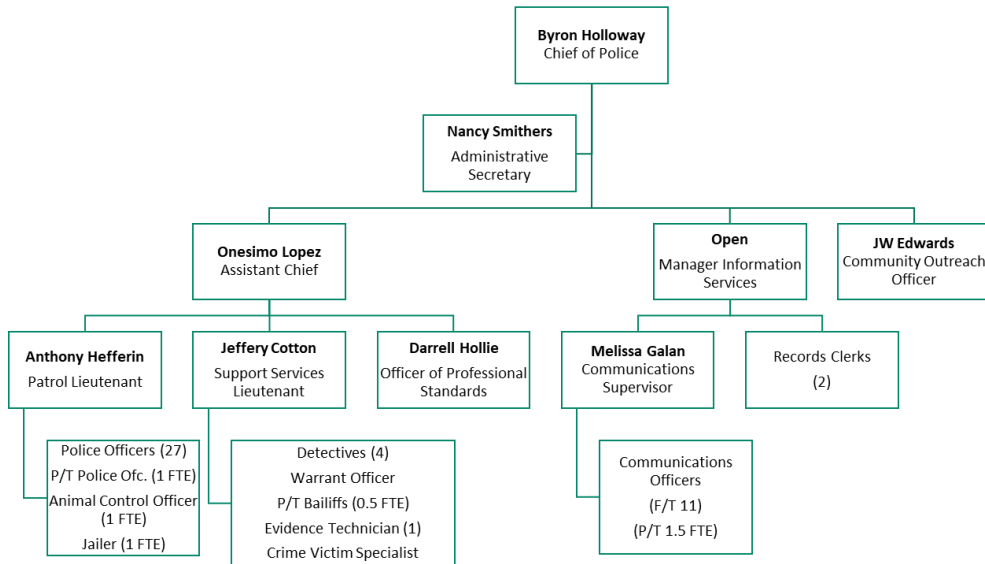 Byron Holloway
Chief of Police
Nancy Smithers
Administrative
Secretary
Onesimo Lopez
Assistant Chief
Open
Manager Information
Services
JW Edwards
Community Outreach
Officer
Anthony Hefferin
Patrol Lieutenant
Jeffery Cotton
Support Services
Lieutenant
Darrell Hollie
Officer of Professional
Standards
Melissa Galan
Communications
Supervisor
Records Clerks
(2)
Police Officers (27)
P/T Police Ofc. (1 FTE)
Animal Control Officer
(1 FTE)
Jailer (1 FTE)
Detectives (4)
Warrant Officer
P/T Bailiffs (0.5 FTE)
Evidence Technician (1)
Crime Victim Specialist
Communications
Officers
(F/T 11)
(P/T 1.5 FTE)